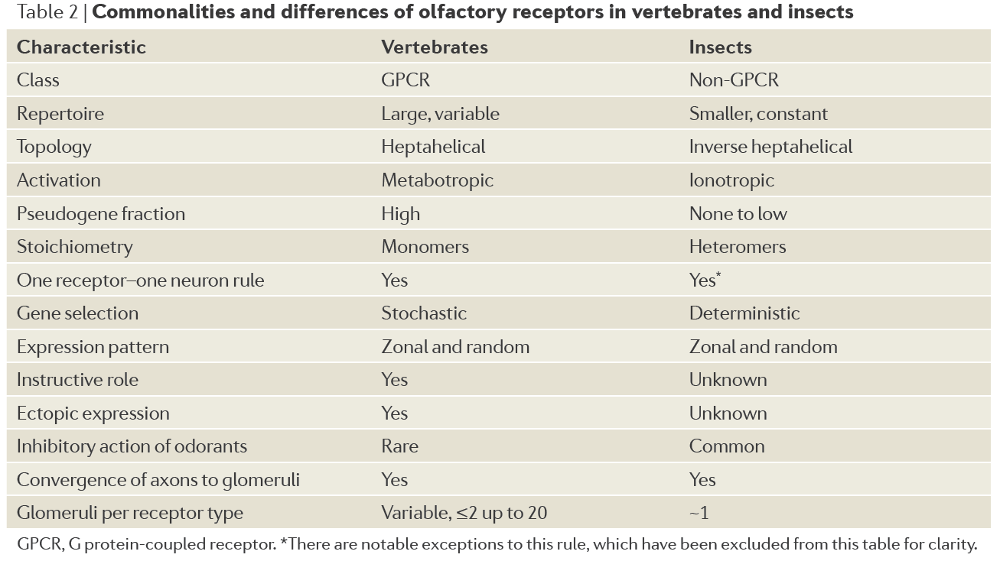 Table 2 | Commonalities and differences of olfactory receptors in vertebrates and insects
Characteristic Vertebrates Insects
Class GPCR Non-GPCR
Repertoire Large, variable Smaller, constant
Topology Heptahelical Inverse heptahelical
Activation Metabotropic Ionotropic
Pseudogene fraction High None to low
Stoichiometry Monomers Heteromers
One receptor–one neuron rule Yes Yes*
Gene selection Stochastic Deterministic
Expression pattern Zonal and random Zonal and random
Instructive role Yes Unknown
Ectopic expression Yes Unknown
Inhibitory action of odorants Rare Common
Convergence of axons to glomeruli Yes Yes
Glomeruli per receptor type Variable, ≤2 up to 20 ~1
GPCR, G protein-coupled receptor. *There are notable exceptions to this rule, which have been excluded from this table for clarity.